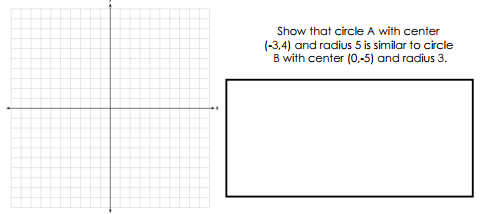 Show that circle A with center
(-3,4) and radius 5 is similar to circle
B with center (0,-5) and radius 3.
x